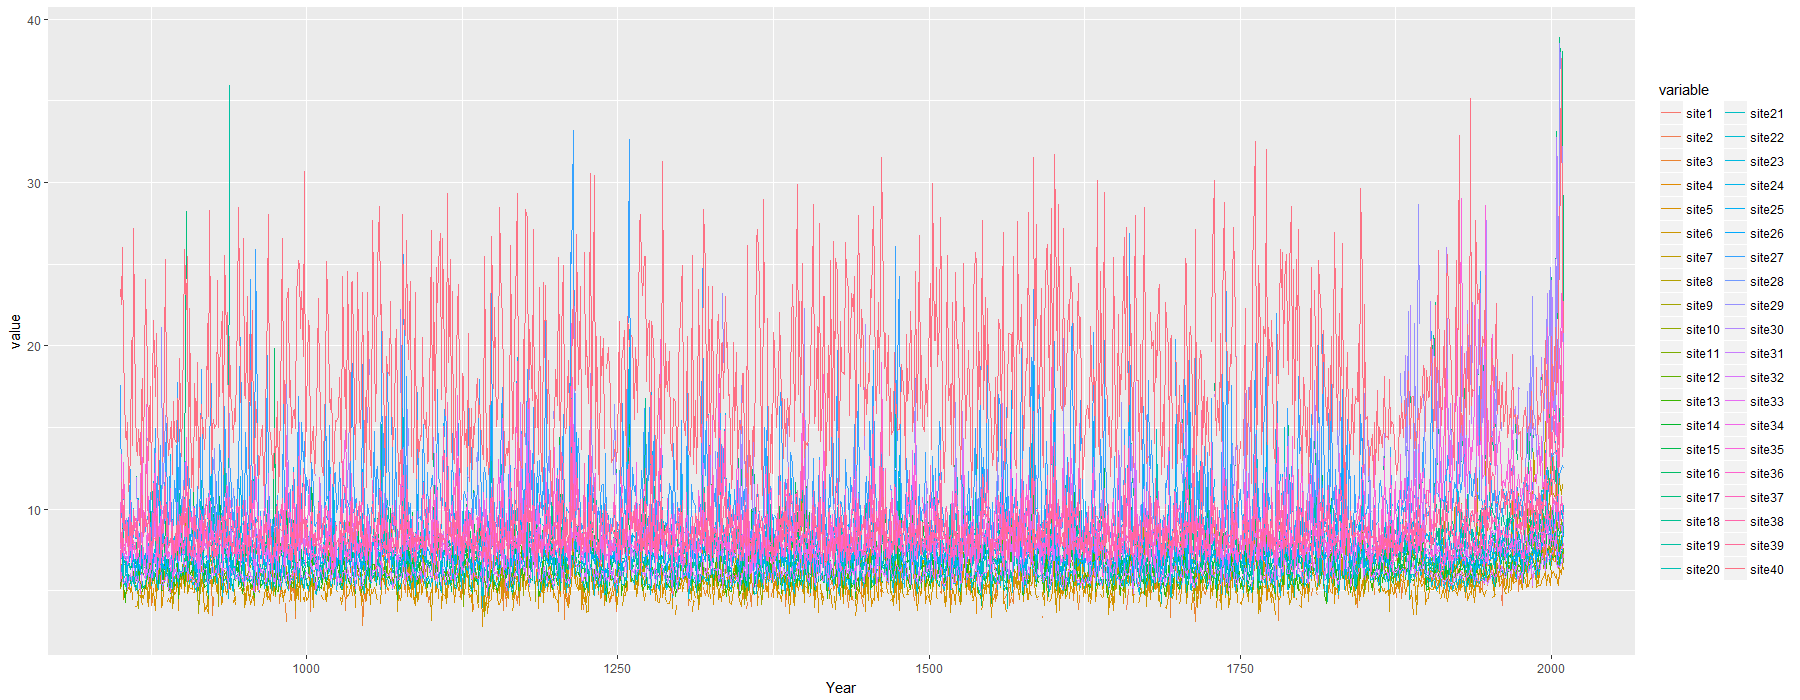 40
30
20
10
value
1000
1250
1500
1750
2000
Year
variable
site1 site21
site2 site22
site3 site23
site4 site24
site5 site25
site6 site26
site7 site27
site8 site28
site9 site29
site10 site30
site11 site31
site12 site32
site13 site33
site14 site34
site15 site35
site16 site36
site17 site37
site18 site38
site19 site39
site20 site40